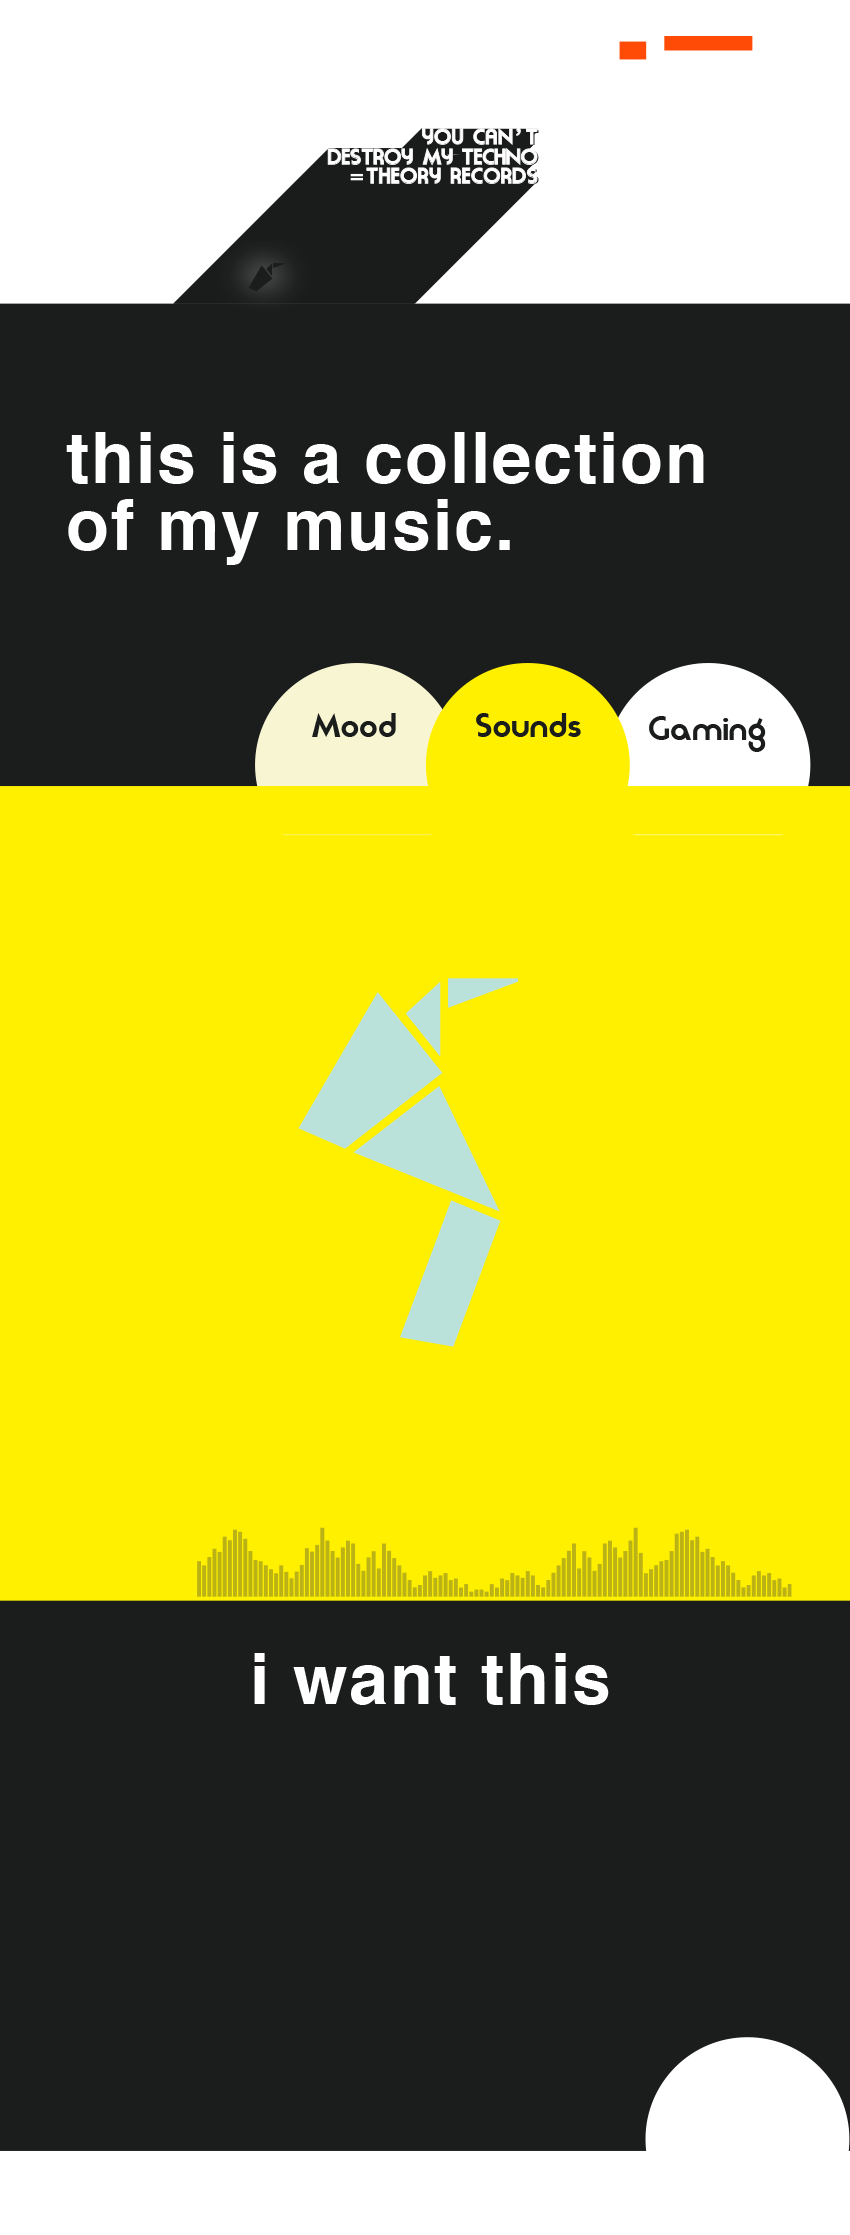 YOU CAN'T
DESTROY MY TECHNO
=THEORY RECORDS
this is a collection
of my music.
Mood
Sounds
Gaming
i want this